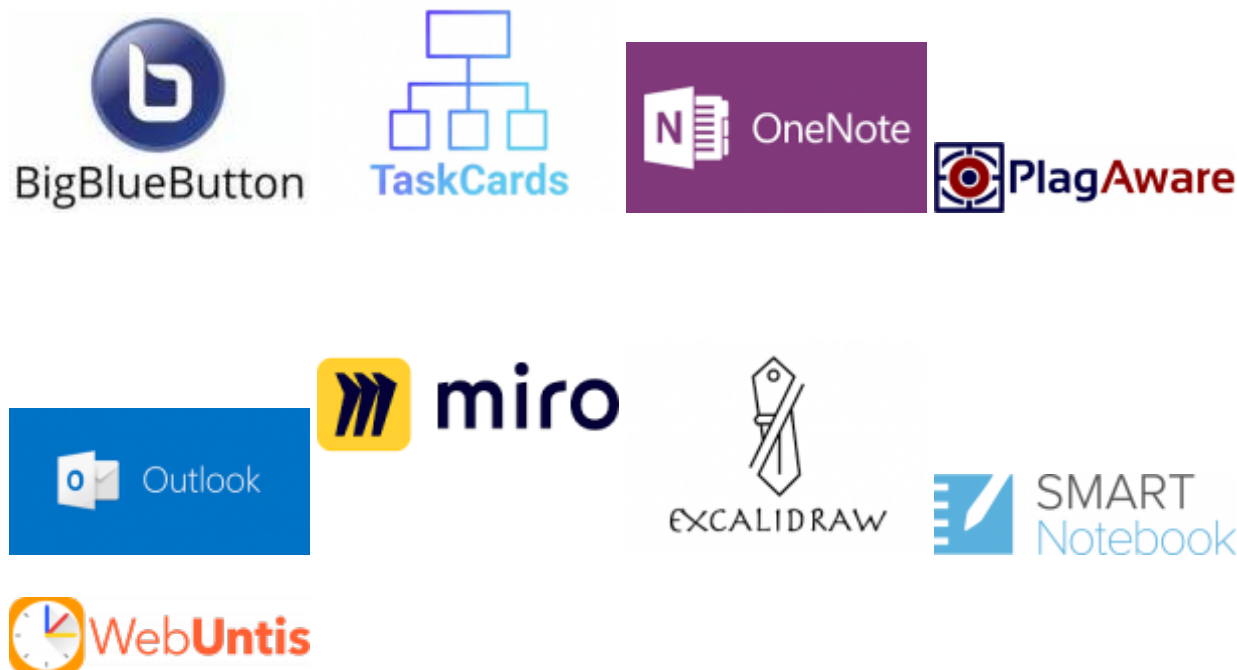 b
BigBlueButton
TaskCards
N OneNote
PlagAware
O Outlook
miro
EXCALIDRAW
SMART
Notebook
WebUntis